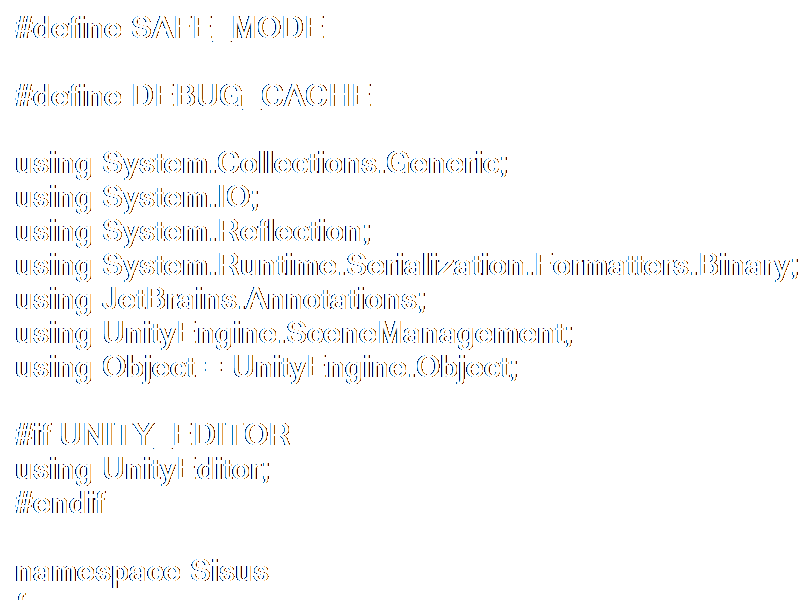 #define SAFE_MODE
#define DEBUG_CACHE
using System.Collections.Generic;
using System.IO;
using System.Reflection;
using System.Runtime.Serialization.Formatters.Binary;
using JetBrains.Annotations;
using UnityEngine.SceneManagement;
using Object = UnityEngine.Object;
#if UNITY_EDITOR
using UnityEditor;
#endif
namespace Sisus
{